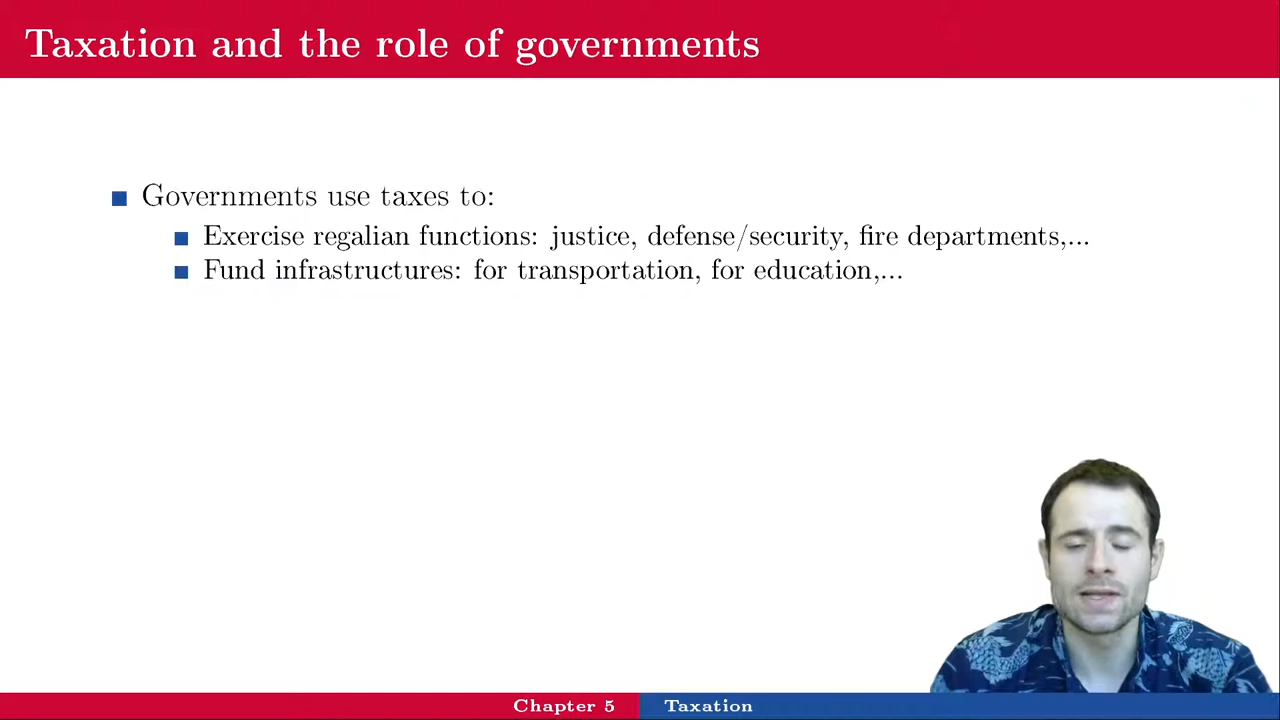 Taxation and the role of governments
Governments use taxes to:
Exercise regalian functions: justice, defense/security, fire departments,...
Fund infrastructures: for transportation, for education,...
Chapter 5
Taxation